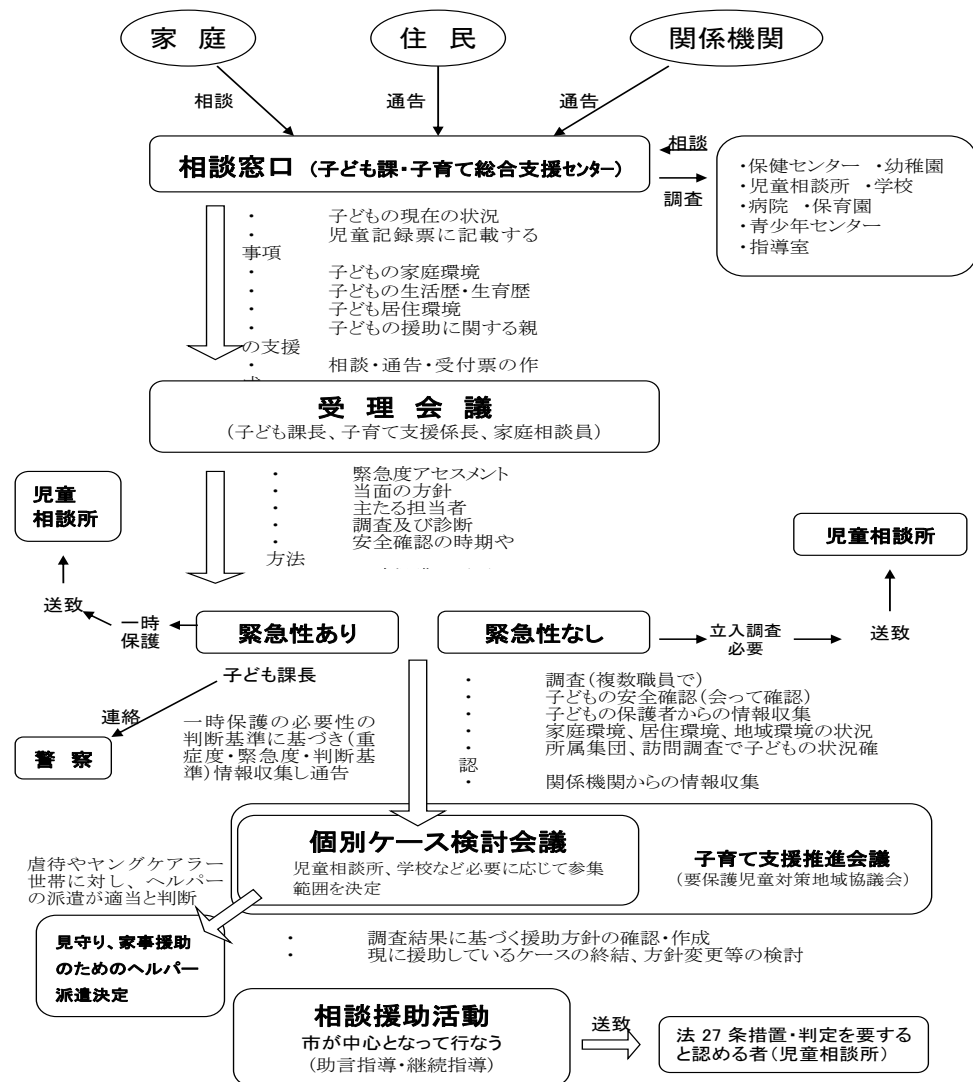 家 庭
住 民
関係機関
相談
通告
通告
相談窓口（子ども課・子育て総合支援センター）
相談
調査
・保健センター ・幼稚園
・児童相談所 ・学校
・病院 ・保育園
・青少年センター
・指導室
・ 子どもの現在の状況
・ 児童記録票に記載する
事項
・ 子どもの家庭環境
・ 子どもの生活歴・生育歴
・ 子ども居住環境
・ 子どもの援助に関する親
の支援
・ 相談・通告・受付票の作
受 理 会 議
（子ども課長、子育て支援係長、家庭相談員）
・ 緊急度アセスメント
・ 当面の方針
・ 主たる担当者
・ 調査及び診断
・ 安全確認の時期や
方法
児童
相談所
児童相談所
送致
一時
保護
緊急性あり
緊急性なし
立入調査
必要
送致
子ども課長
連絡
警 察
一時保護の必要性の
判断基準に基づき（重
症度・緊急度・判断基
準）情報収集し通告
・ 調査（複数職員で）
・ 子どもの安全確認（会って確認）
・ 子どもの保護者からの情報収集
・ 家庭環境、居住環境、地域環境の状況
・ 所属集団、訪問調査で子どもの状況確
認
・ 関係機関からの情報収集
個別ケース検討会議
児童相談所、学校など必要に応じて参集
範囲を決定
子育て支援推進会議
（要保護児童対策地域協議会）
虐待やヤングケアラー
世帯に対し、ヘルパー
の派遣が適当と判断
見守り、家事援助
のためのヘルパー
派遣決定
・ 調査結果に基づく援助方針の確認・作成
・ 現に援助しているケースの終結、方針変更等の検討
相談援助活動
市が中心となって行なう
（助言指導・継続指導）
送致
法 27 条措置・判定を要する
と認める者（児童相談所）